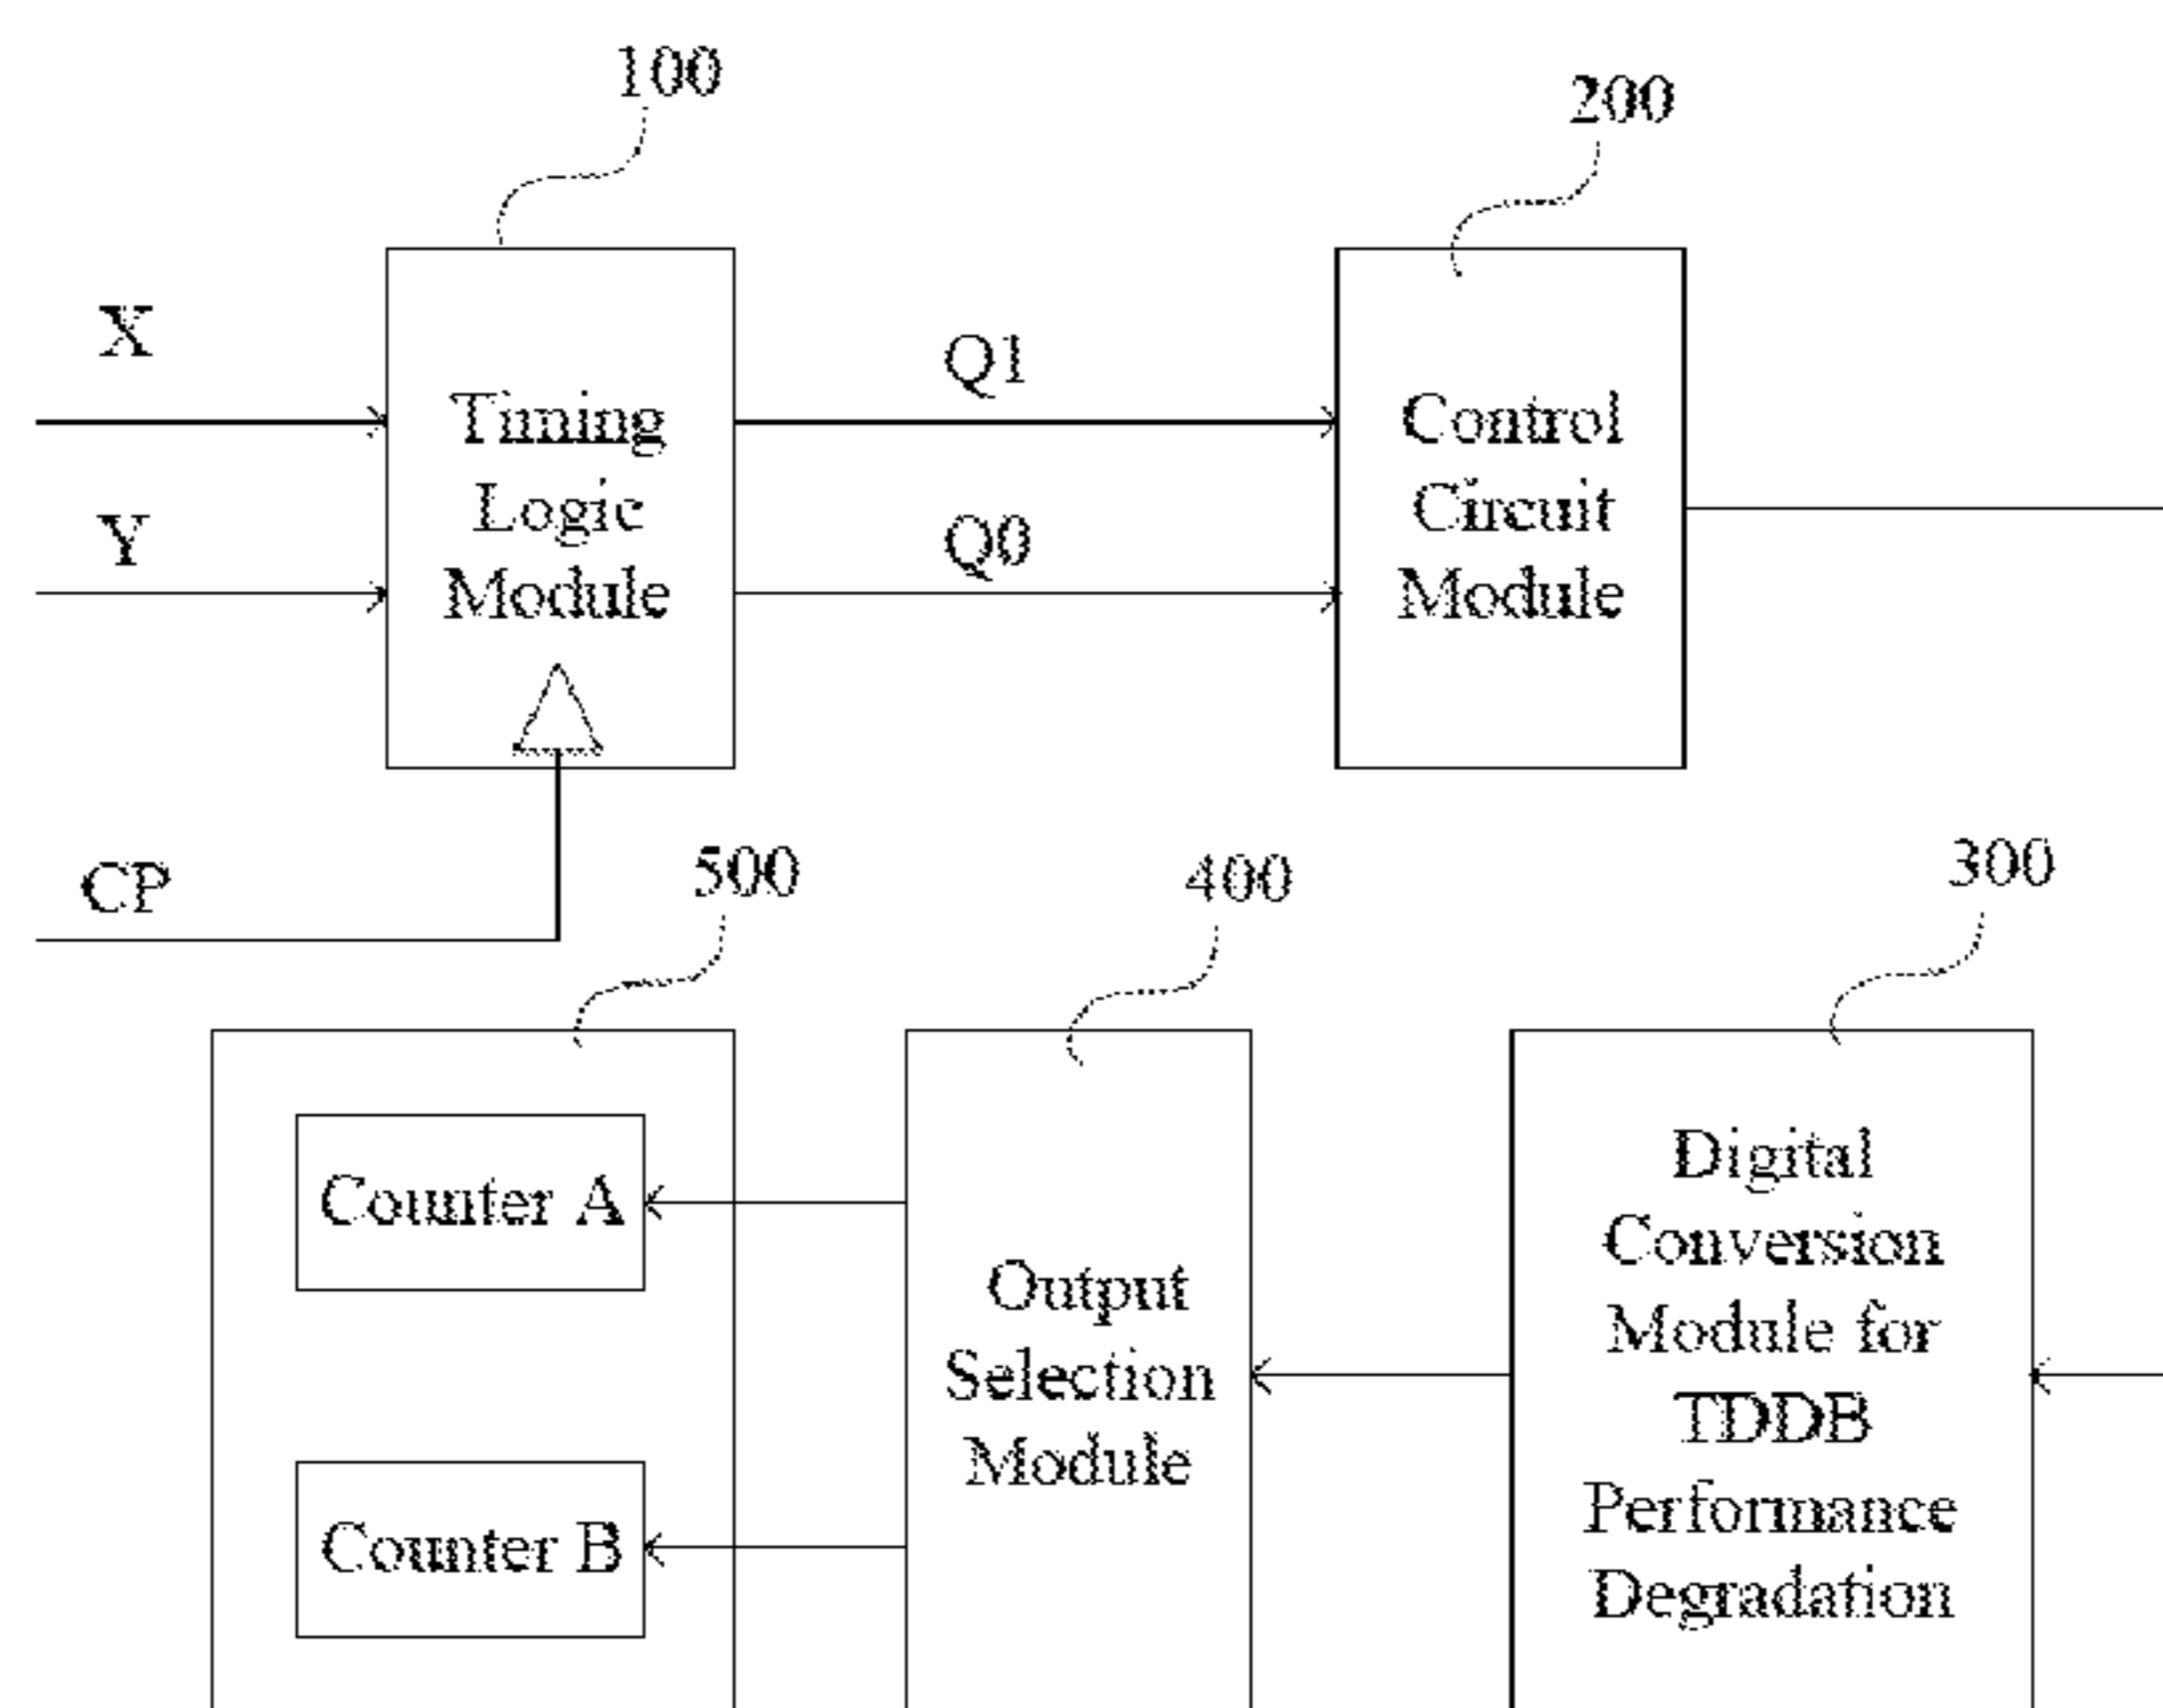 100
200
X
Y
Timing
Logic
Module
Q1
Q0
Control
Circuit
Module
CP
500
400
300
Counter A
Counter B
Output
Selection
Module
Digital
Conversion
Module for
TDDB
Performance
Degradation